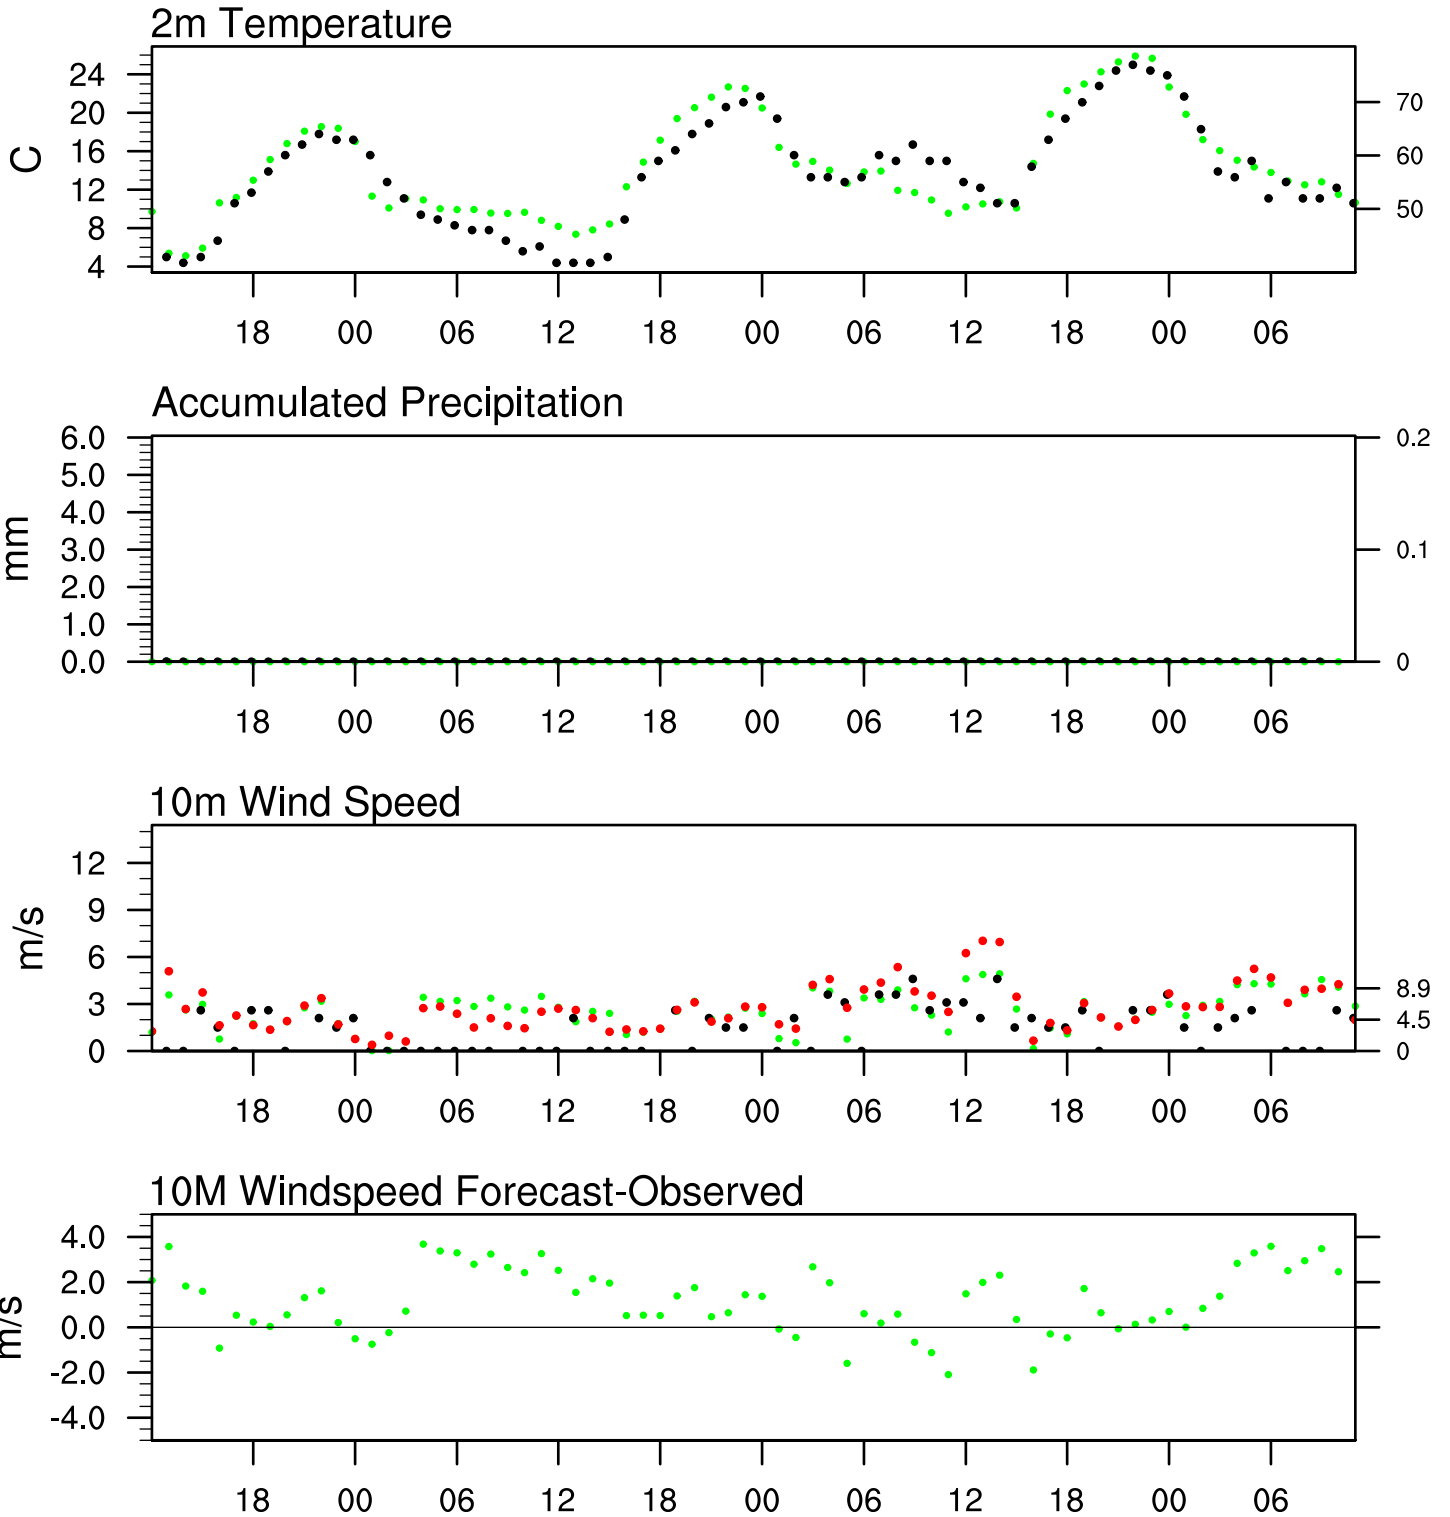 2m Temperature
24
20
16
12
8
4
C
70
60
50
18 00 06 12 18 00 06 12 18 00 06
Accumulated Precipitation
6.0
5.0
4.0
3.0
2.0
1.0
0.0
mm
0.2
0.1
0
18 00 06 12 18 00 06 12 18 00 06
10m Wind Speed
12
9
6
3
0
m/s
8.9
4.5
0
18 00 06 12 18 00 06 12 18 00 06
10M Windspeed Forecast-Observed
4.0
2.0
0.0
-2.0
-4.0
m/s
18 00 06 12 18 00 06 12 18 00 06